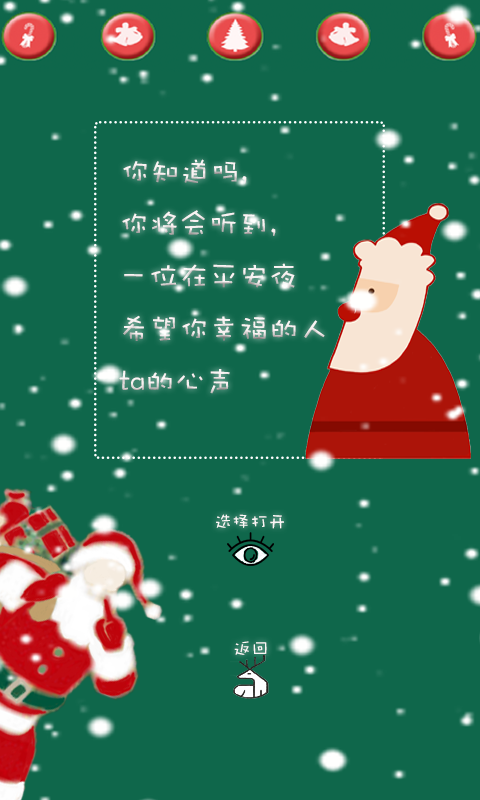 你知道吗,
你将会听到,
一位在平安夜
希望你幸福的人
ta的心声
选择打开
返回